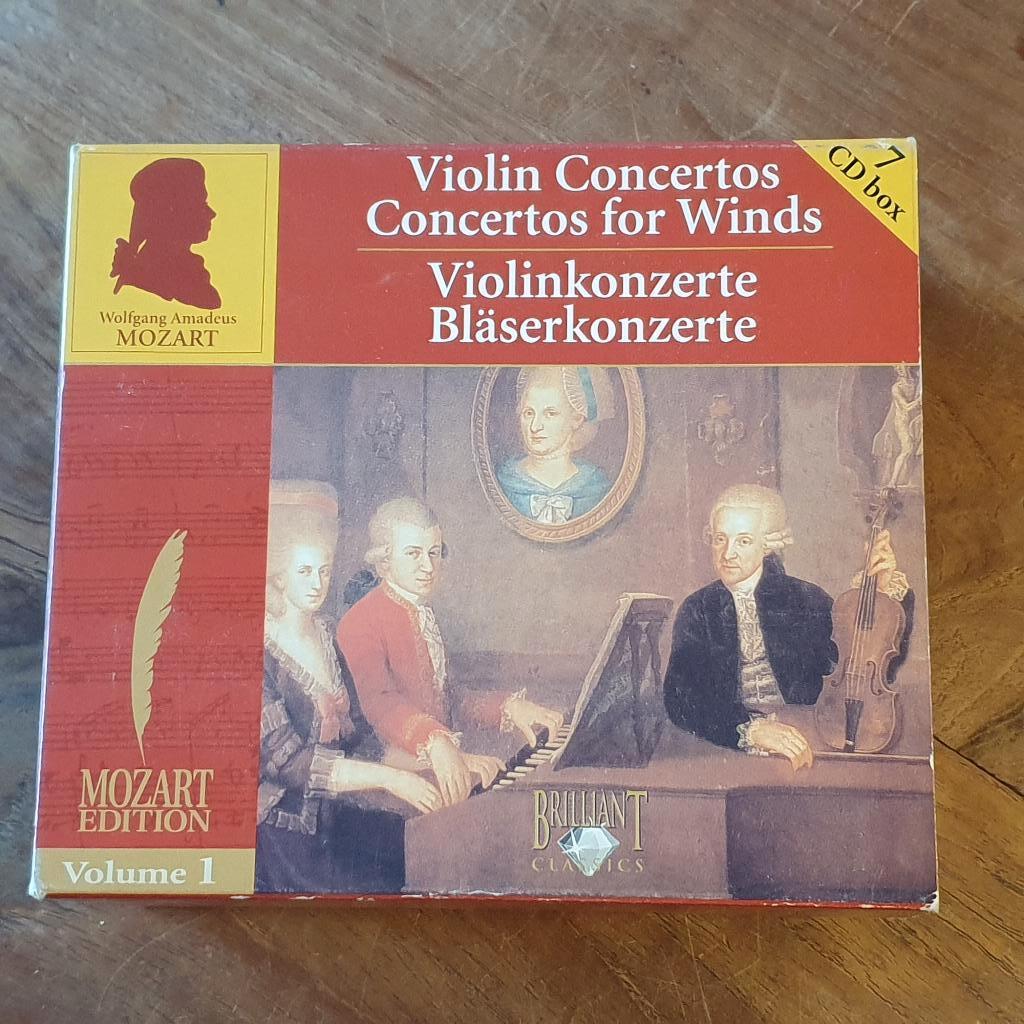 Wolfgang Amadeus
MOZART
Violin Concertos
Concertos for Winds
Violinkonzerte
Bläserkonzerte
7
CD box
MOZART
EDITION
Volume 1
BRILLIANT
CLASSICS